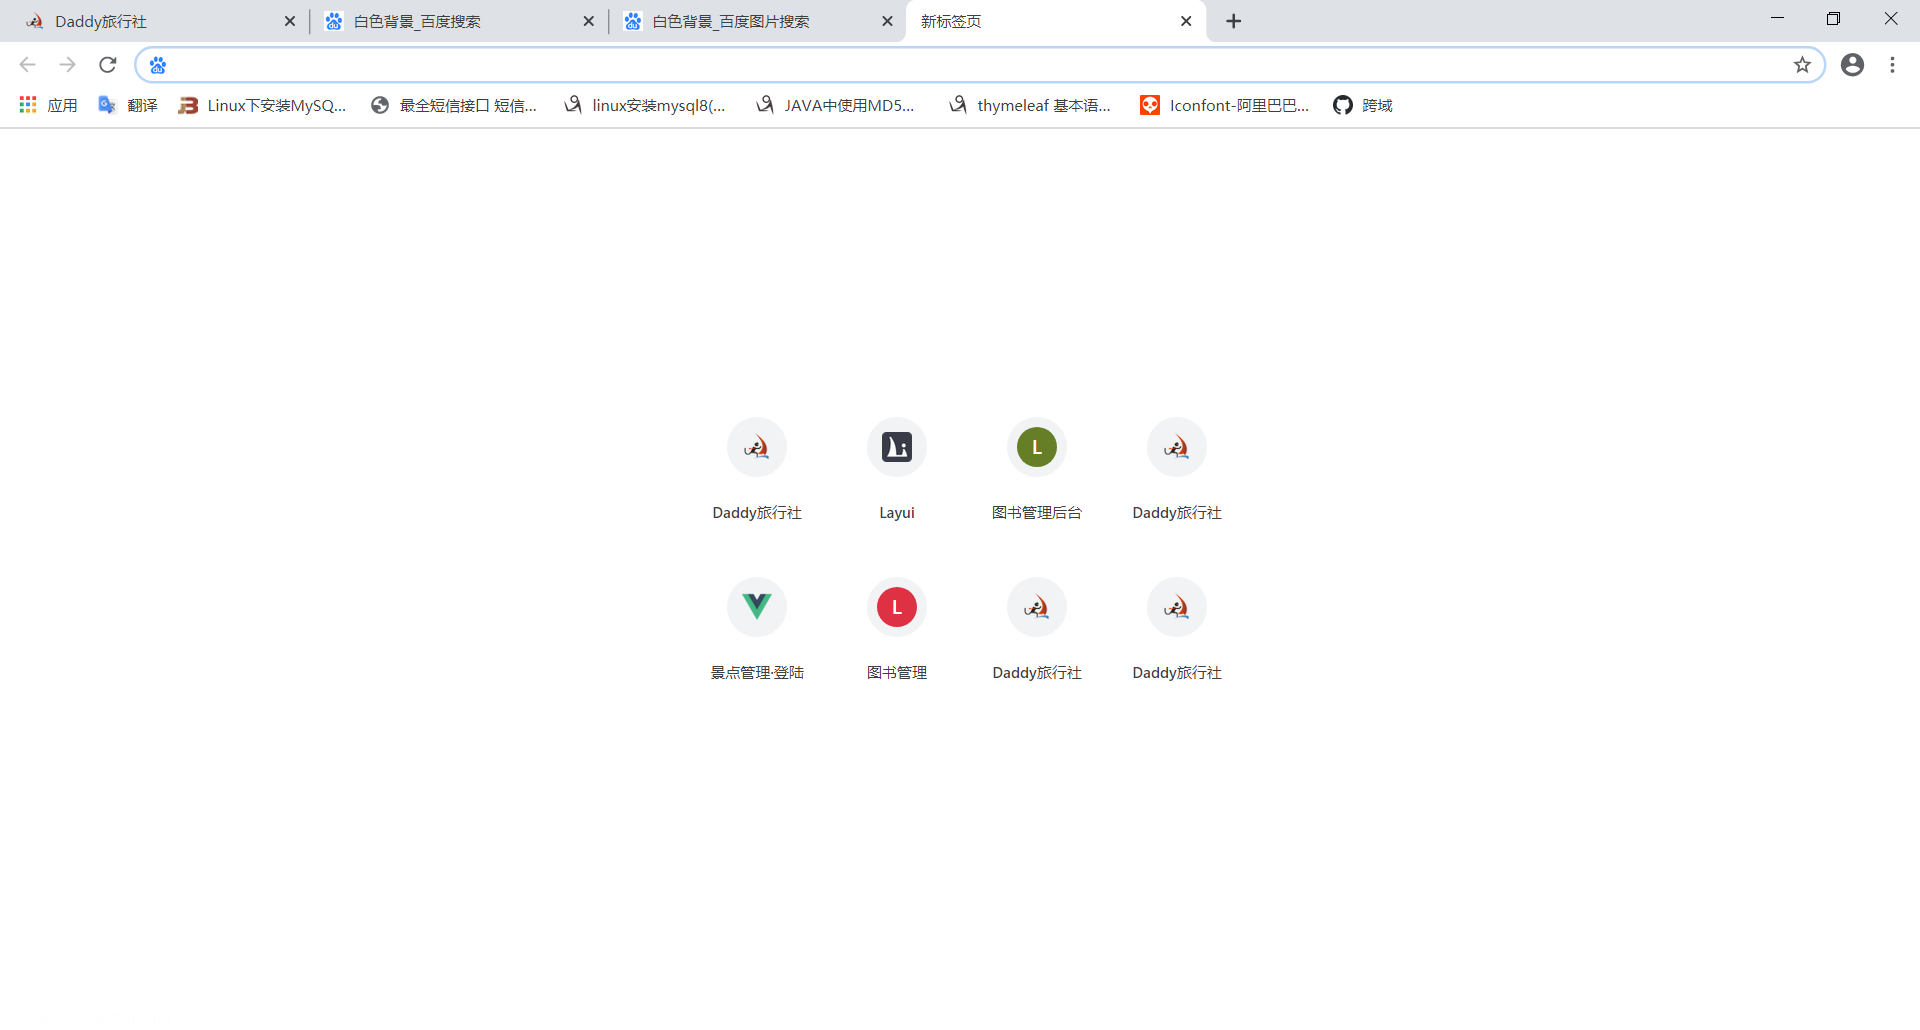 Daddy旅行社
白色背景_百度搜索
白色背景_百度图片搜索
新标签页
应用
翻译
Linux下安装MySQ...
最全短信接口 短信...
linux安装mysql8(...
JAVA中使用MD5...
thymeleaf 基本语...
Iconfont-阿里巴巴...
跨域
Daddy旅行社
Layui
L
图书管理后台
Daddy旅行社
景点管理·登陆
L
图书管理
Daddy旅行社
Daddy旅行社